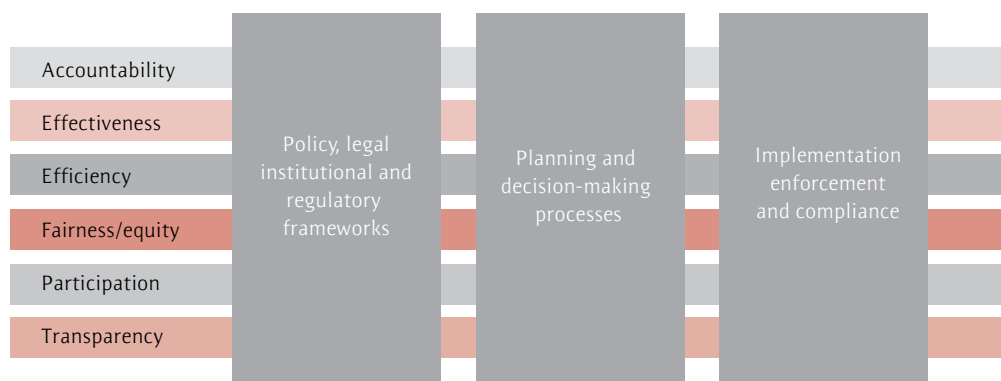 Accountability
Effectiveness
Efficiency
Fairness/equity
Participation
Transparency
Policy, legal
institutional and
regulatory
frameworks
Planning and
decision-making
processes
Implementation
enforcement
and compliance